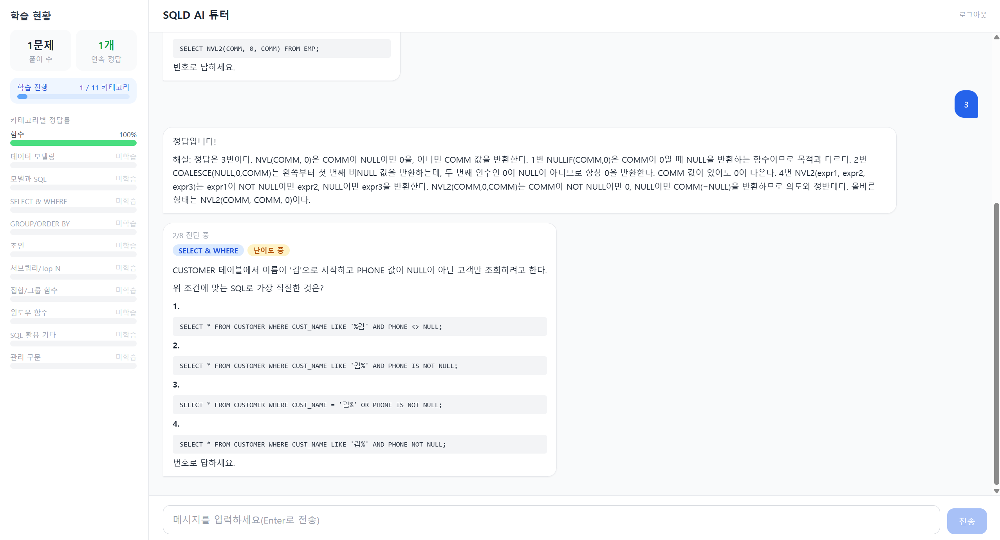 학습 현황
1문제
풀이 수
1개
연속 정답
학습 진행
1 / 11 카테고리
카테고리별 정답률
함수
100%
데이터 모델링
미학습
모델과 SQL
미학습
SELECT & WHERE
미학습
GROUP/ORDER BY
미학습
조인
미학습
서브쿼리/Top N
미학습
집합/그룹 함수
미학습
윈도우 함수
미학습
SQL 활용 기타
미학습
관리 구문
미학습
SQLD AI 튜터
로그아웃
SELECT NVL2(COMM, 0, COMM) FROM EMP;
번호로 답하세요.
3
정답입니다!
해설: 정답은 3번이다. NVL(COMM, 0)은 COMM이 NULL이면 0을, 아니면 COMM 값을 반환한다. 1번 NULLIF(COMM,0)은 COMM이 0일 때 NULL을 반환하는 함수이므로 목적과 다르다. 2번
COALESCE(NULL,0,COMM)는 왼쪽부터 첫 번째 비NULL 값을 반환하는데, 두 번째 인수인 0이 NULL이 아니므로 항상 0을 반환한다. COMM 값이 있어도 0이 나온다. 4번 NVL2(expr1, expr2,
expr3)는 expr1이 NOT NULL이면 expr2, NULL이면 expr3을 반환한다. NVL2(COMM,0,COMM)는 COMM이 NOT NULL이면 0, NULL이면 COMM(=NULL)을 반환하므로 의도와 정반대다. 올바른
형태는 NVL2(COMM, COMM, 0)이다.
2/8 진단 중
SELECT & WHERE
난이도 중
CUSTOMER 테이블에서 이름이 '김'으로 시작하고 PHONE 값이 NULL이 아닌 고객만 조회하려고 한다.
위 조건에 맞는 SQL로 가장 적절한 것은?
1.
SELECT * FROM CUSTOMER WHERE CUST_NAME LIKE '%김' AND PHONE <> NULL;
2.
SELECT * FROM CUSTOMER WHERE CUST_NAME LIKE '김%' AND PHONE IS NOT NULL;
3.
SELECT * FROM CUSTOMER WHERE CUST_NAME = '김%' OR PHONE IS NOT NULL;
4.
SELECT * FROM CUSTOMER WHERE CUST_NAME LIKE '김%' AND PHONE NOT NULL;
번호로 답하세요.
메시지를 입력하세요(Enter로 전송)
전송